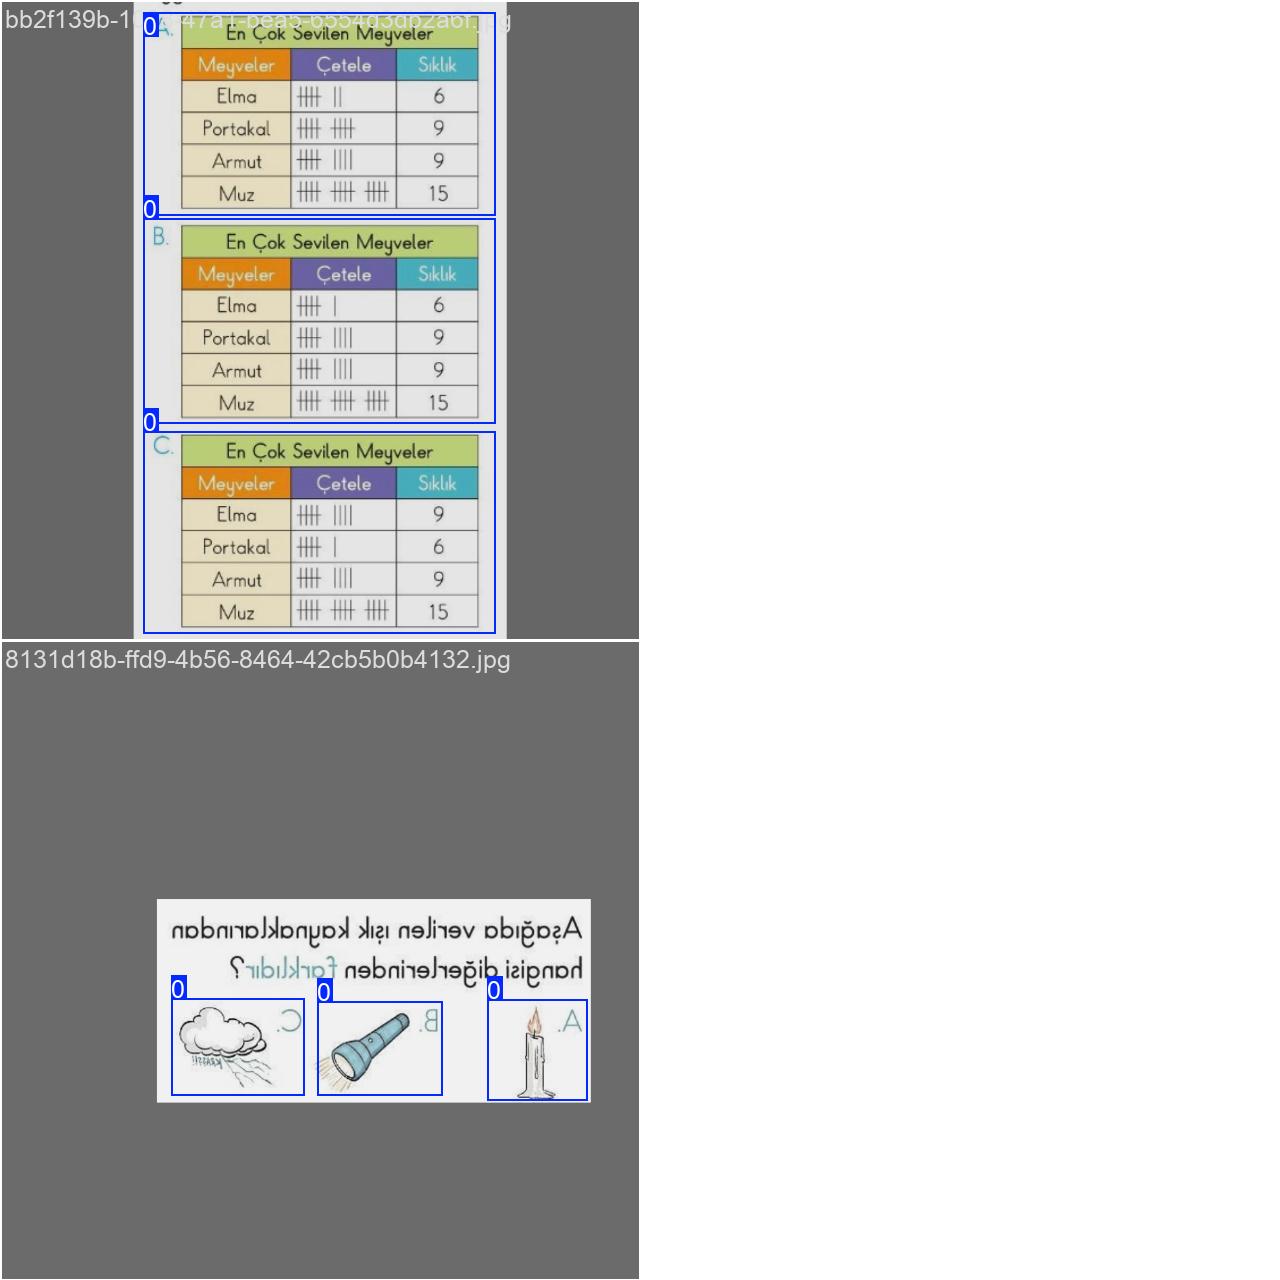 bb2f139b-1
47a1-bea5-6554d3db2a6f.jpg
0
A.
En Çok Sevilen Meyveler
Meyveler Çetele Sıklık
Elma 6
Portakal 9
Armut 9
Muz 15
0
B.
En Çok Sevilen Meyveler
Meyveler Çetele Sıklık
Elma 6
Portakal 9
Armut 9
Muz 15
0
C.
En Çok Sevilen Meyveler
Meyveler Çetele Sıklık
Elma 9
Portakal 6
Armut 9
Muz 15
8131d18b-ffd9-4b56-8464-42cb5b0b4132.jpg
Aşağıda verilen ışık kaynaklarından
hangisi diğerlerinden farklıdır?
0 0 0
A. B. C.